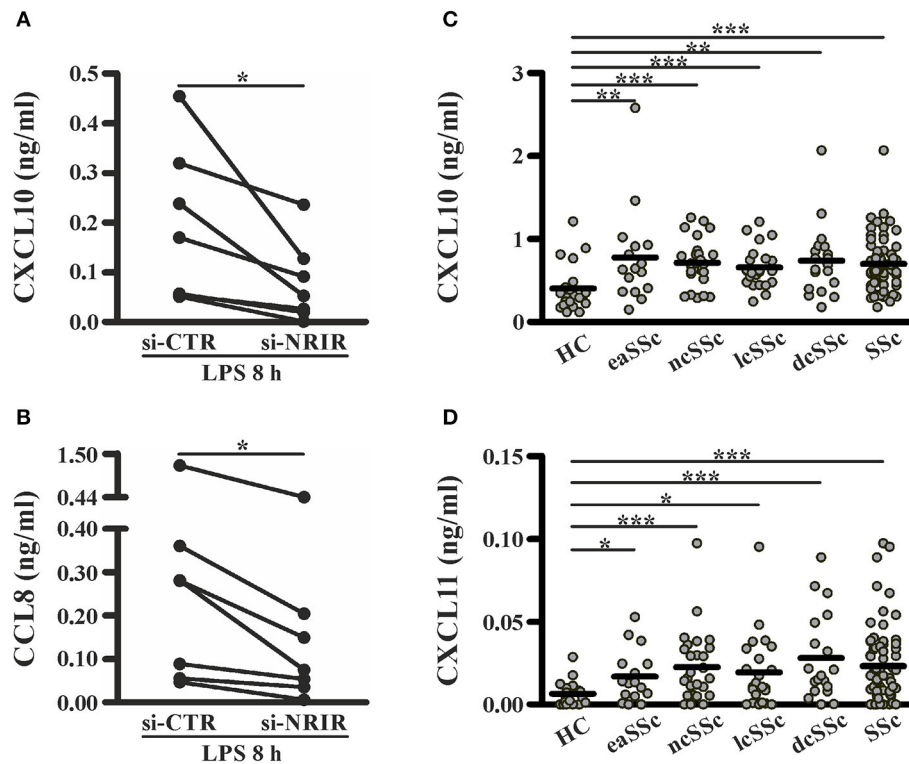 A
CXCL10 (ng/ml)
0.5
0.4
0.3
0.2
0.1
0.0
*
si-CTR si-NRIR
LPS 8 h
B
CCL8 (ng/ml)
1.50
0.44
0.40
0.30
0.20
0.10
0.00
*
si-CTR si-NRIR
LPS 8 h
C
CXCL10 (ng/ml)
3
2
1
0
***
**
***
***
**
HC eaSSc ncSSc lcSSc dcSSc SSc
D
CXCL11 (ng/ml)
0.15
0.10
0.05
0.00
***
***
*
***
*
HC eaSSc ncSSc lcSSc dcSSc SSc